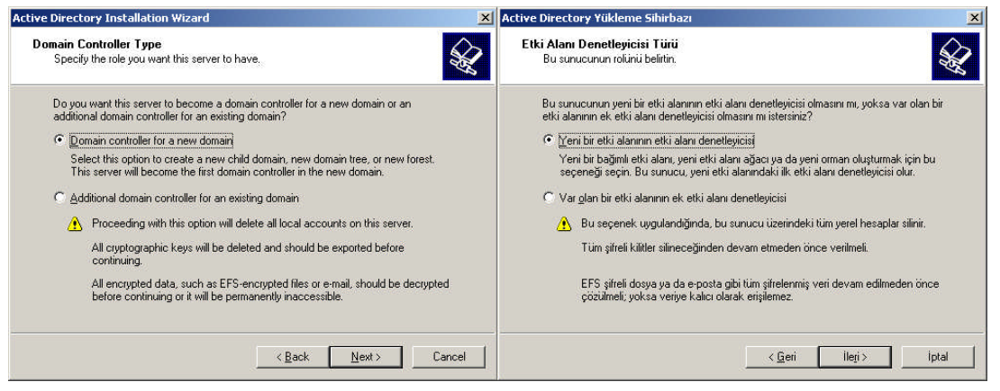 Active Directory Installation Wizard
Domain Controller Type
Specify the role you want this server to have.
Do you want this server to become a domain controller for a new domain or an
additional domain controller for an existing domain?
Domain controller for a new domain
Select this option to create a new child domain, new domain tree, or new forest.
This server will become the first domain controller in the new domain.
Additional domain controller for an existing domain
Proceeding with this option will delete all local accounts on this server.
All cryptographic keys will be deleted and should be exported before
continuing.
All encrypted data, such as EFS-encrypted files or e-mail, should be decrypted
before continuing or it will be permanently inaccessible.
< Back
Next >
Cancel
Active Directory Yükleme Sihirbazı
Etki Alanı Denetleyicisi Türü
Bu sunucunun rolünü belirtin.
Bu sunucunun yeni bir etki alanının etki alanı denetleyicisi olmasını mı, yoksa var olan bir
etki alanının ek etki alanı denetleyicisi olmasını mı istersiniz?
Yeni bir etki alanının etki alanı denetleyicisi
Yeni bir bağımlı etki alanı, yeni etki alanı ağacı ya da yeni orman oluşturmak için bu
seçeneği seçin. Bu sunucu, yeni etki alanındaki ilk etki alanı denetleyicisi olur.
Var olan bir etki alanının ek etki alanı denetleyicisi
Bu seçenek uygulandığında, bu sunucu üzerindeki tüm yerel hesaplar silinir.
Tüm şifreli kilitler silineceğinden devam etmeden önce verilmeli.
EFS şifreli dosya ya da e-posta gibi tüm şifrelenmiş veri devam edilmeden önce
çözülmeli; yoksa veriye kalıcı olarak erişilemez.
< Geri
İleri >
İptal